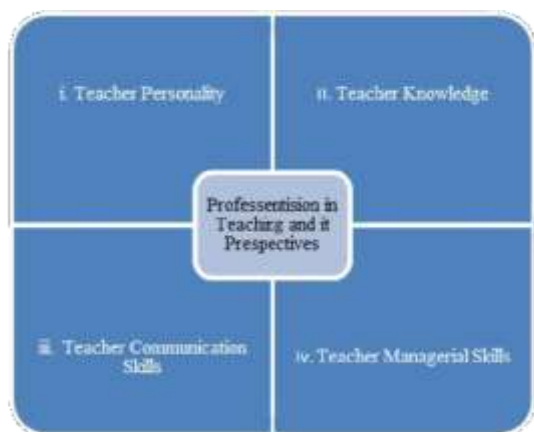 i. Teacher Personality
ii. Teacher Knowledge
Professentision in
Teaching and it
Prespectives
iii. Teacher Communication
Skills
iv. Teacher Managerial Skills